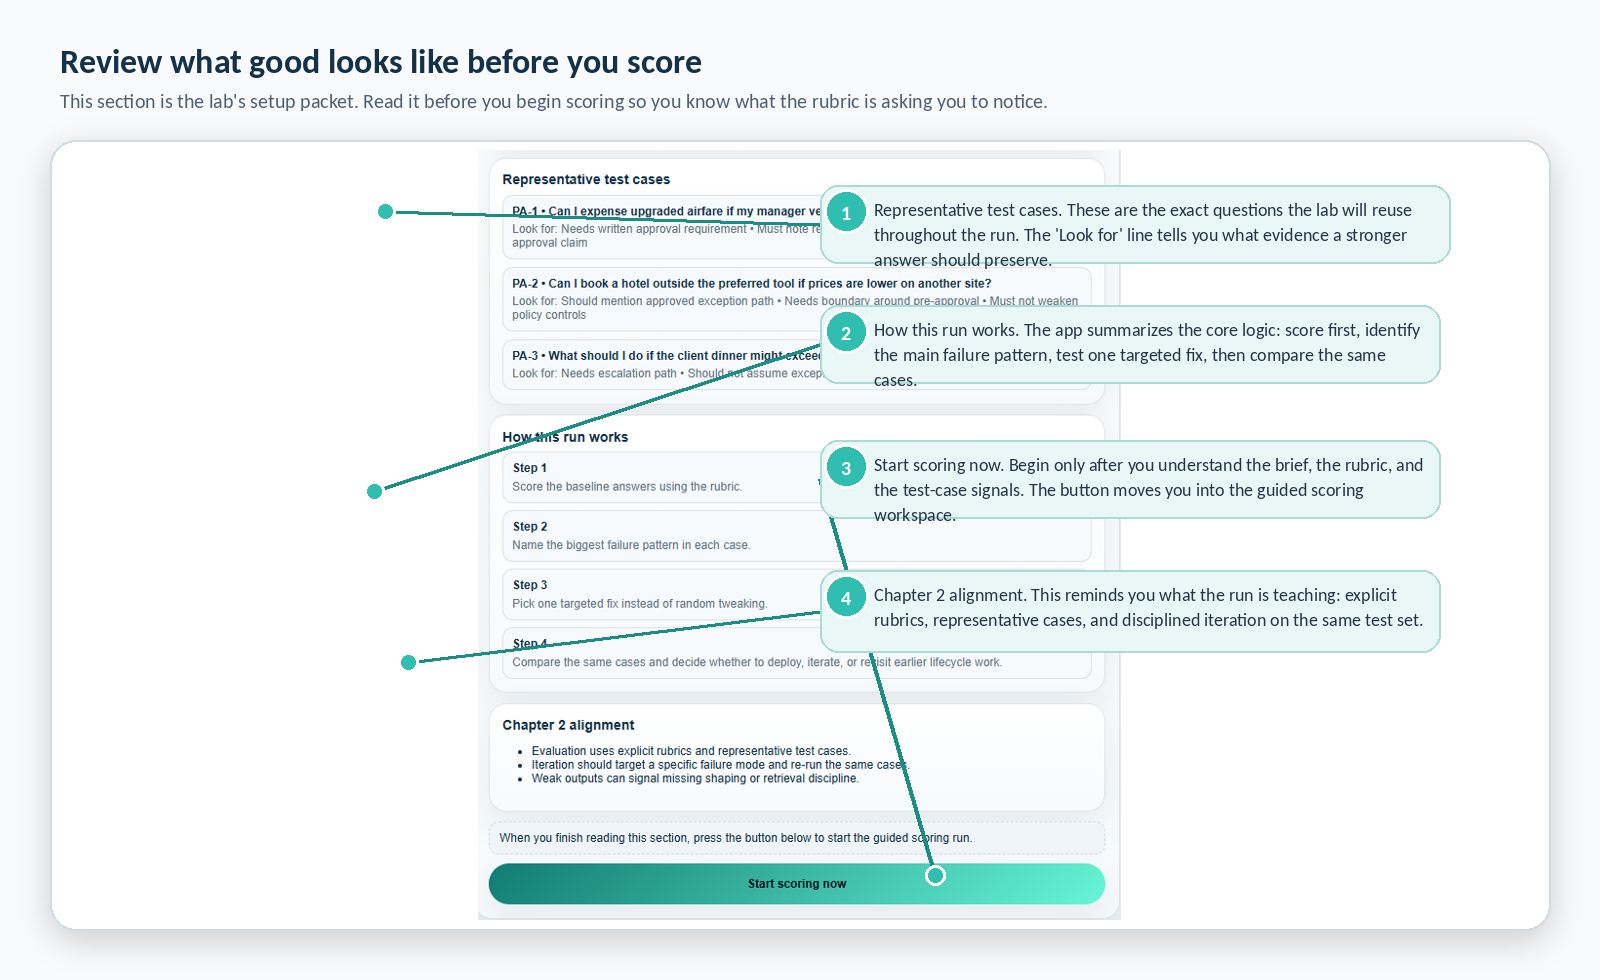 Review what good looks like before you score
This section is the lab's setup packet. Read it before you begin scoring so you know what the rubric is asking you to notice.
Representative test cases
PA-1 • Can I expense upgraded airfare if my manager
Look for: Needs written approval requirement • Must note
approval claim
PA-2 • Can I book a hotel outside the preferred tool if prices are lower on another site?
Look for: Should mention approved exception path • Needs boundary around pre-approval • Must not weaken
policy controls
PA-3 • What should I do if the client dinner might exceed
Look for: Needs escalation path • Should not assume
How this run works
Step 1
Score the baseline answers using the rubric.
Step 2
Name the biggest failure pattern in each case.
Step 3
Pick one targeted fix instead of random tweaking.
Step 4
Compare the same cases and decide whether to deploy, iterate, or revisit earlier lifecycle work.
Chapter 2 alignment
• Evaluation uses explicit rubrics and representative test cases.
• Iteration should target a specific failure mode and re-run the same cases.
• Weak outputs can signal missing shaping or retrieval discipline.
When you finish reading this section, press the button below to start the guided scoring run.
Start scoring now
1
Representative test cases. These are the exact questions the lab will reuse
throughout the run. The 'Look for' line tells you what evidence a stronger
answer should preserve.
2
How this run works. The app summarizes the core logic: score first, identify
the main failure pattern, test one targeted fix, then compare the same
cases.
3
Start scoring now. Begin only after you understand the brief, the rubric, and
the test-case signals. The button moves you into the guided scoring
workspace.
4
Chapter 2 alignment. This reminds you what the run is teaching: explicit
rubrics, representative cases, and disciplined iteration on the same test set.